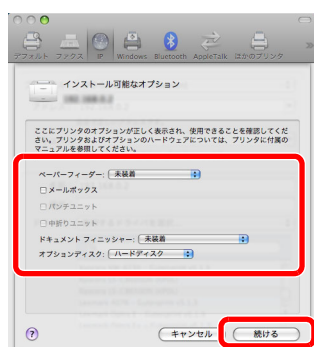 デフォルト ファクス IP Windows Bluetooth AppleTalk ほかのプリンタ
インストール可能なオプション
ここにプリンタのオプションが正しく表示され、使用できることを確認してくだ
さい。プリンタおよびオプションのハードウェアについては、プリンタに付属の
マニュアルを参照してください。
ペーパーフィーダー: 未装着
メールボックス
パンチユニット
中折りユニット
ドキュメント フィニッシャー: 未装着
オプションディスク: ハードディスク
? キャンセル 続ける